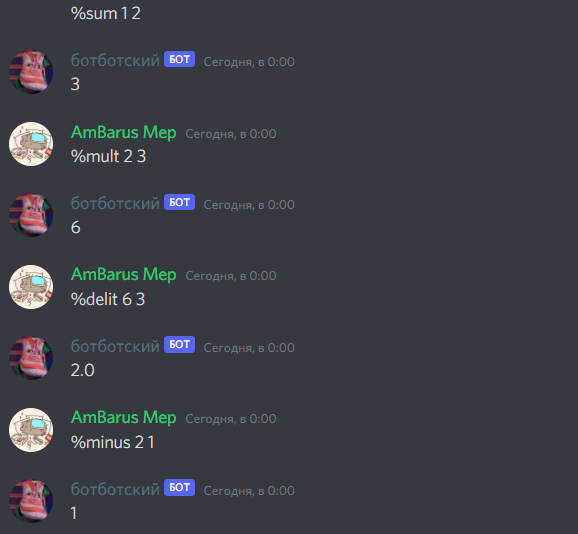 %sum 1 2
ботботский БОТ Сегодня, в 0:00
3
AmBarus Мер Сегодня, в 0:00
%mult 2 3
ботботский БОТ Сегодня, в 0:00
6
AmBarus Мер Сегодня, в 0:00
%delit 6 3
ботботский БОТ Сегодня, в 0:00
2.0
AmBarus Мер Сегодня, в 0:00
%minus 2 1
ботботский БОТ Сегодня, в 0:00
1